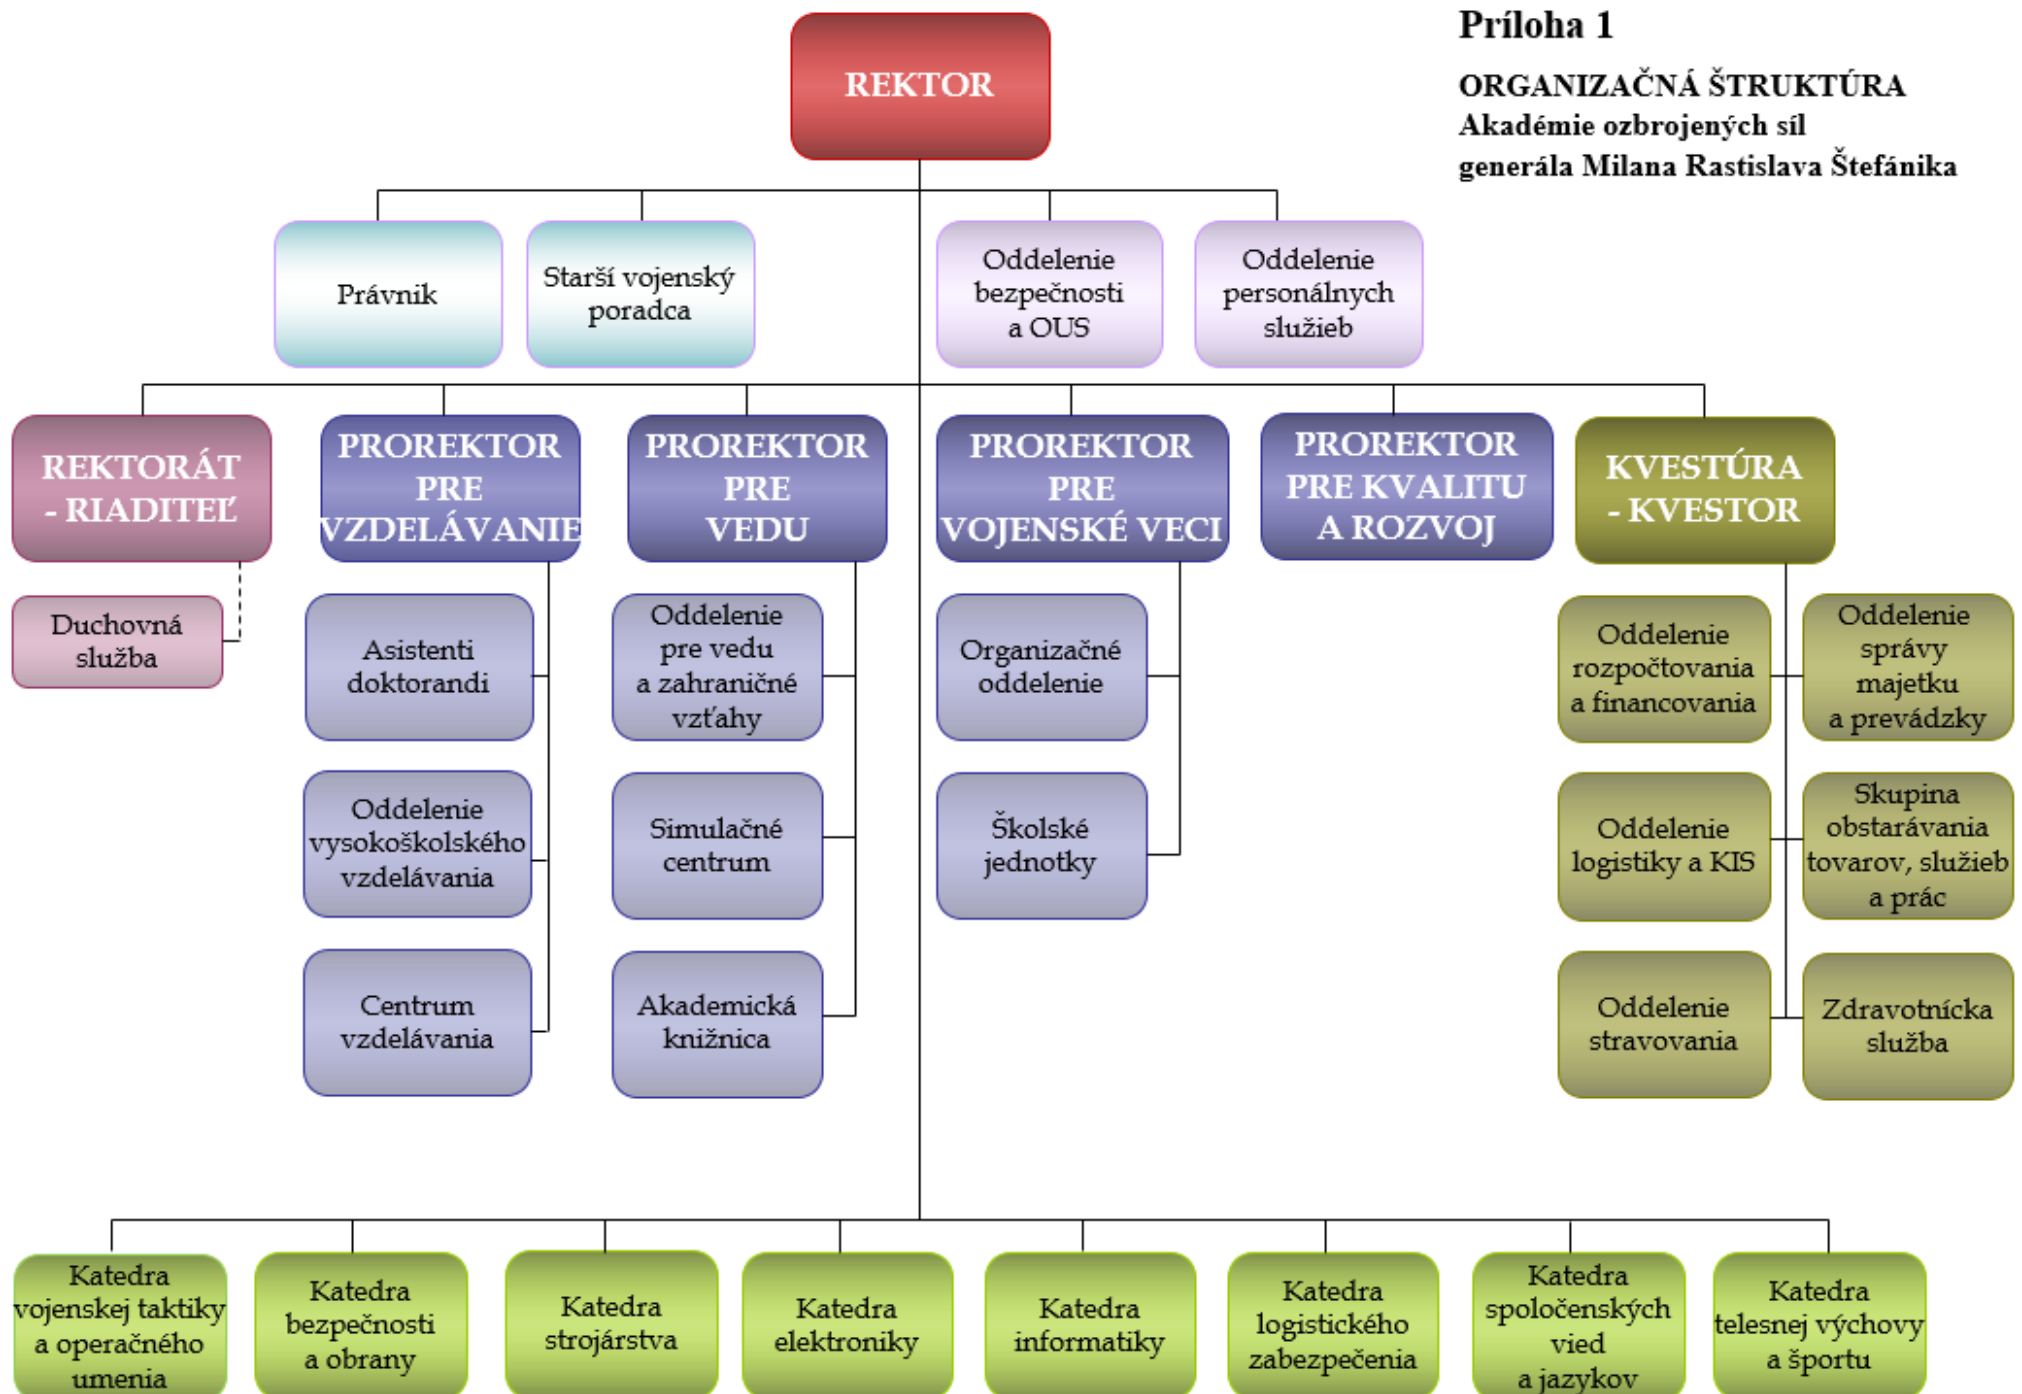 Príloha 1
ORGANIZAČNÁ ŠTRUKTÚRA
Akadémie ozbrojených síl
generála Milana Rastislava Štefánika
REKTOR
Právnik
Starší vojenský
poradca
Oddelenie
bezpečnosti
a OUS
Oddelenie
personálnych
služieb
REKTORÁT
- RIADITEĽ
PROREKTOR
PRE
VZDELÁVANIE
PROREKTOR
PRE
VEDU
PROREKTOR
PRE
VOJENSKÉ VECI
PROREKTOR
PRE KVALITU
A ROZVOJ
KVESTÚRA
- KVESTOR
Duchovná
služba
Asistenti
doktorandi
Oddelenie
vysokoškolského
vzdelávania
Centrum
vzdelávania
Oddelenie
pre vedu
a zahraničné
vzťahy
Simulačné
centrum
Akademická
knižnica
Organizačné
oddelenie
Školské
jednotky
Oddelenie
rozpočtovania
a financovania
Oddelenie
správy
majetku
a prevádzky
Oddelenie
logistiky a KIS
Skupina
obstarávania
tovarov, služieb
a prác
Oddelenie
stravovania
Zdravotnícka
služba
Katedra
vojenskej taktiky
a operačného
umenia
Katedra
bezpečnosti
a obrany
Katedra
strojárstva
Katedra
elektroniky
Katedra
informatiky
Katedra
logistického
zabezpečenia
Katedra
spoločenských
vied
a jazykov
Katedra
telesnej výchovy
a športu